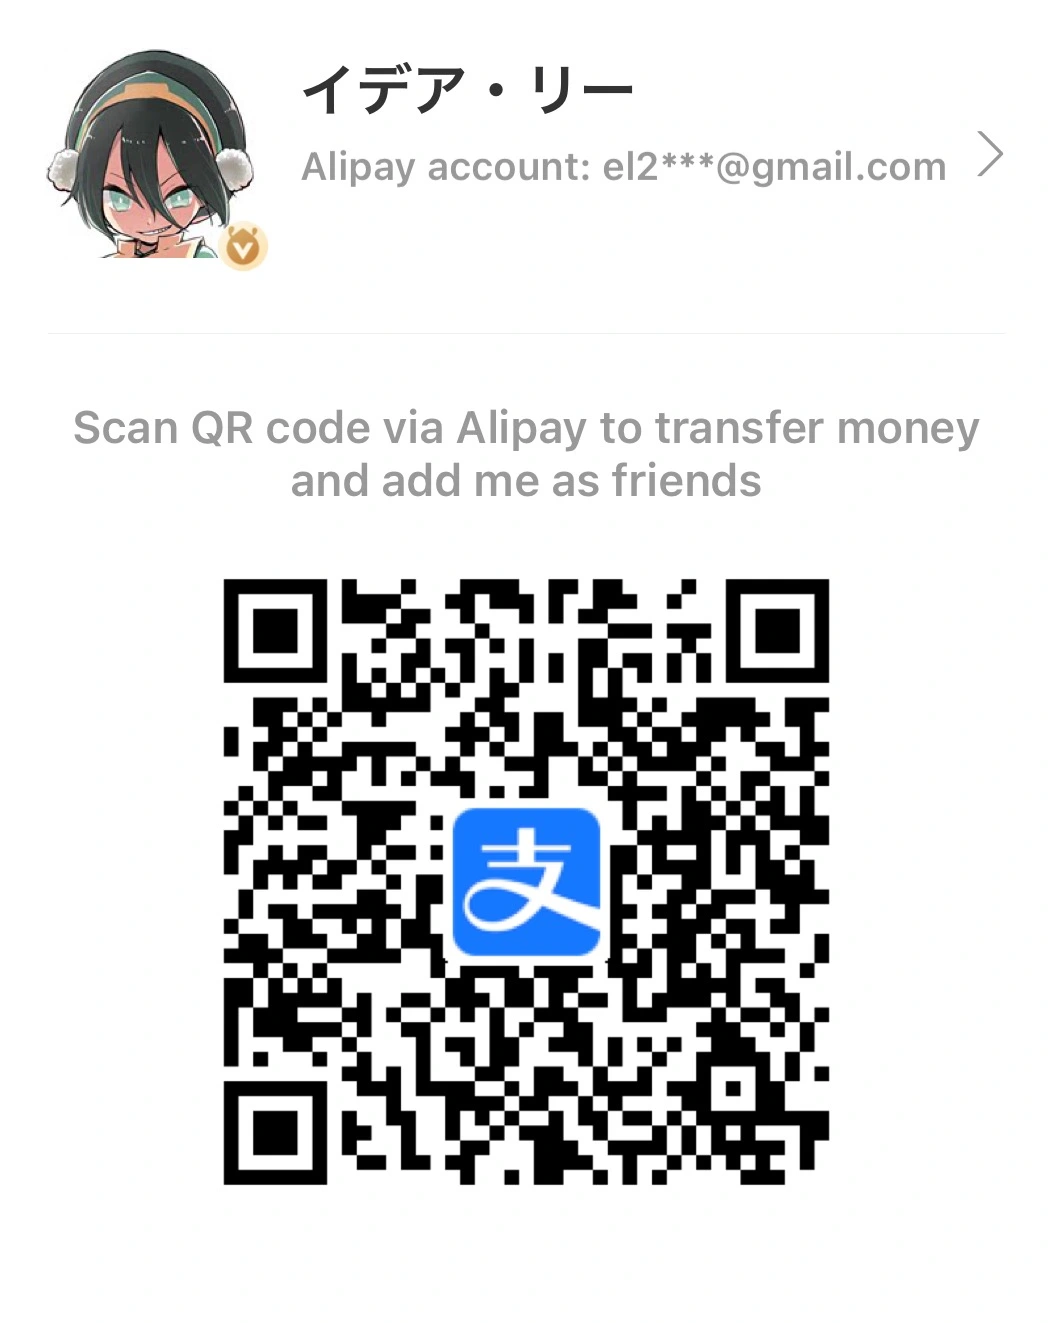 イデア・リー
Alipay account: el2***@gmail.com
Scan QR code via Alipay to transfer money
and add me as friends
支